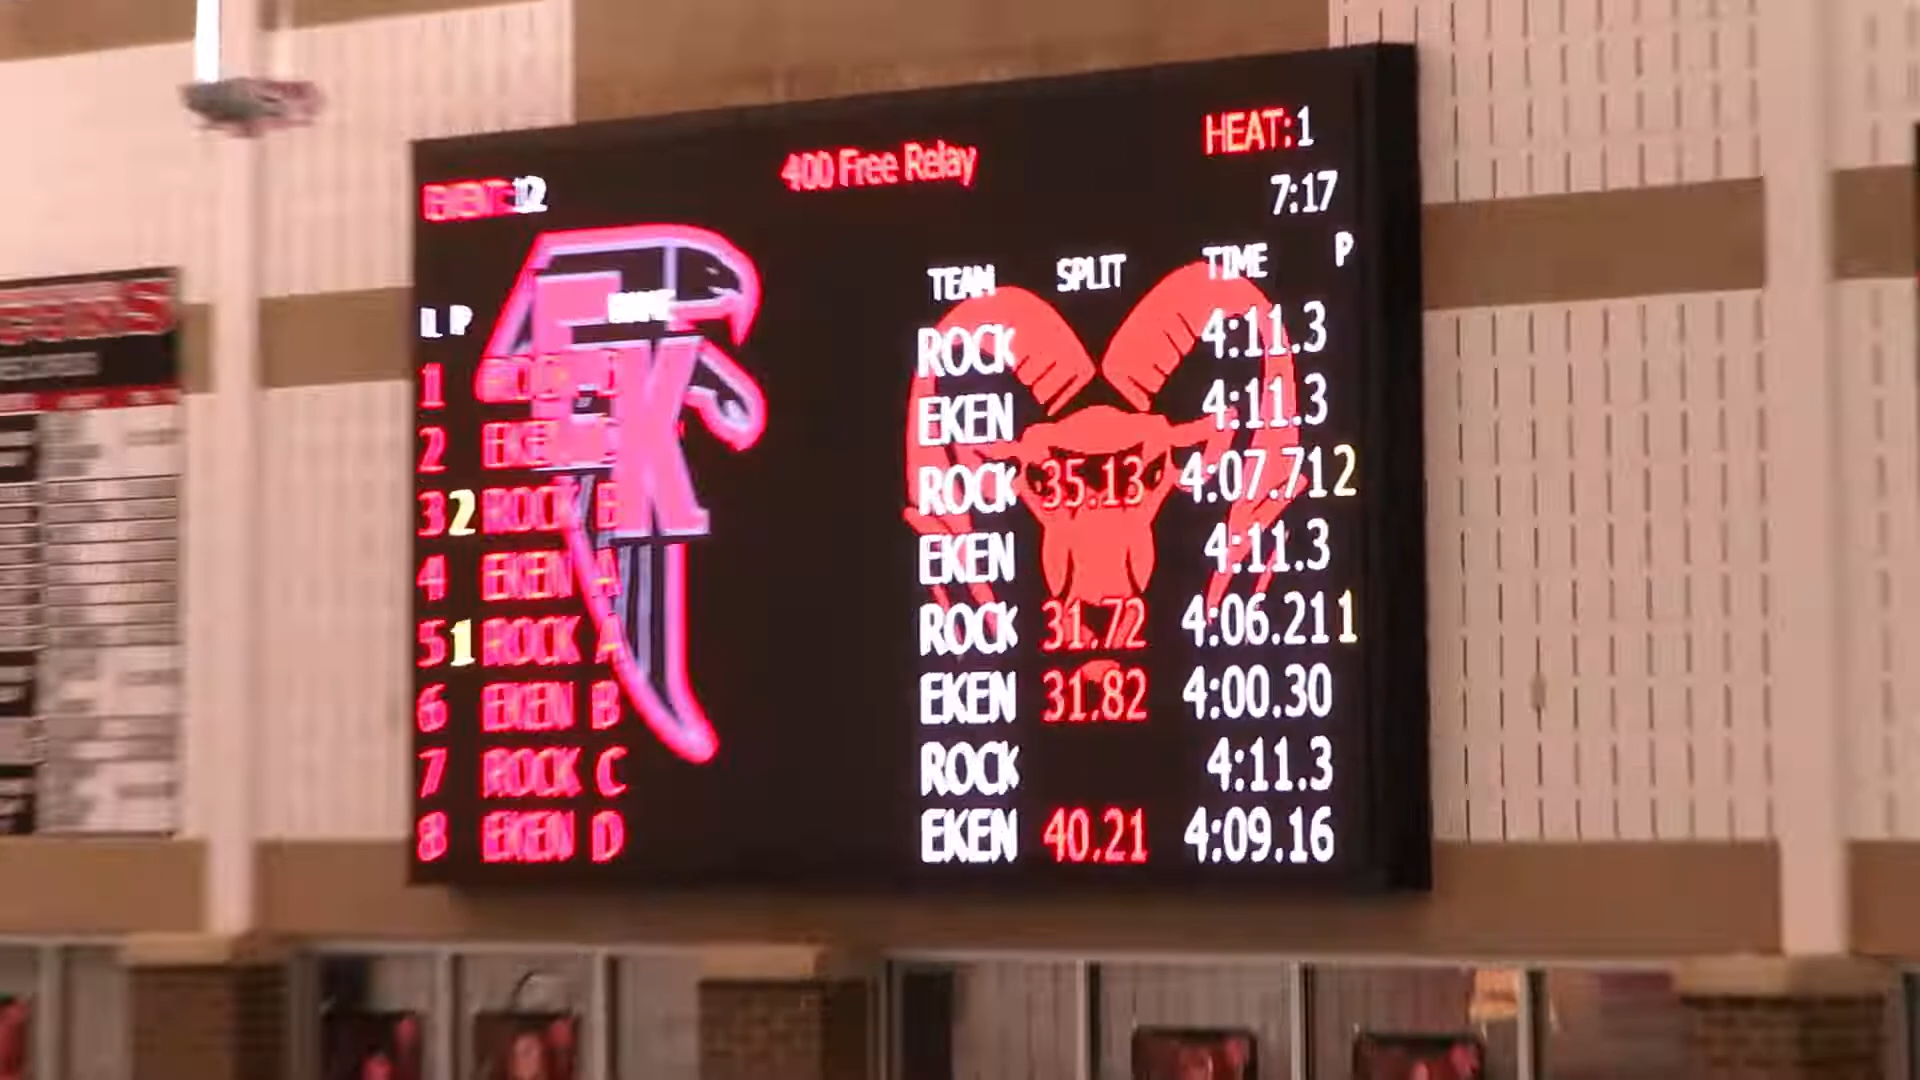 EVENT:12 400 Free Relay HEAT:1
7:17
L P NAME TEAM SPLIT TIME P
1 ROCK 4:11.3
2 EKEN EKEN 4:11.3
3 2 ROCK B ROCK 35.13 4:07.71 2
4 EKEN A EKEN 4:11.3
5 1 ROCK A ROCK 31.72 4:06.21 1
6 EKEN B EKEN 31.82 4:00.30
7 ROCK C ROCK 4:11.3
8 EKEN D EKEN 40.21 4:09.16
EK